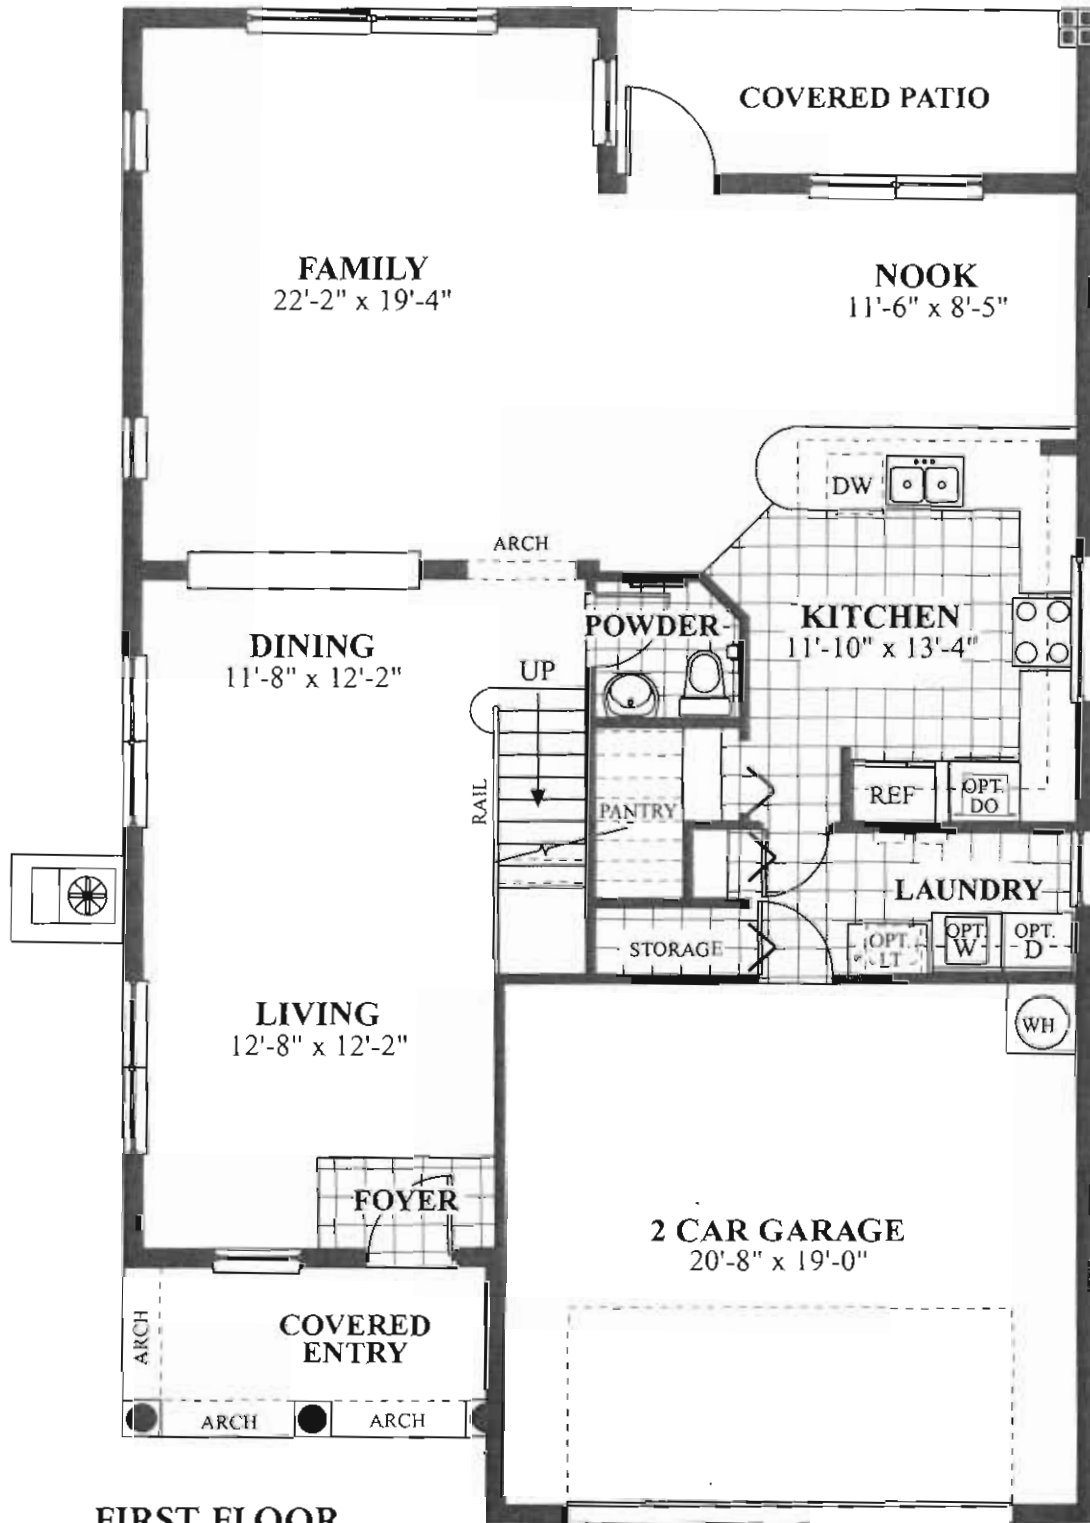 COVERED PATIO
FAMILY
22'-2" x 19'-4"
NOOK
11'-6" x 8'-5"
DW
ARCH
POWDER
KITCHEN
11'-10" x 13'-4"
DINING
11'-8" x 12'-2"
UP
RAIL
PANTRY
REF
OPT.
DO
LAUNDRY
STORAGE
OPT.
LT
OPT.
W
OPT.
D
LIVING
12'-8" x 12'-2"
WH
FOYER
2 CAR GARAGE
20'-8" x 19'-0"
COVERED
ENTRY
ARCH
ARCH
ARCH
FIRST FLOOR